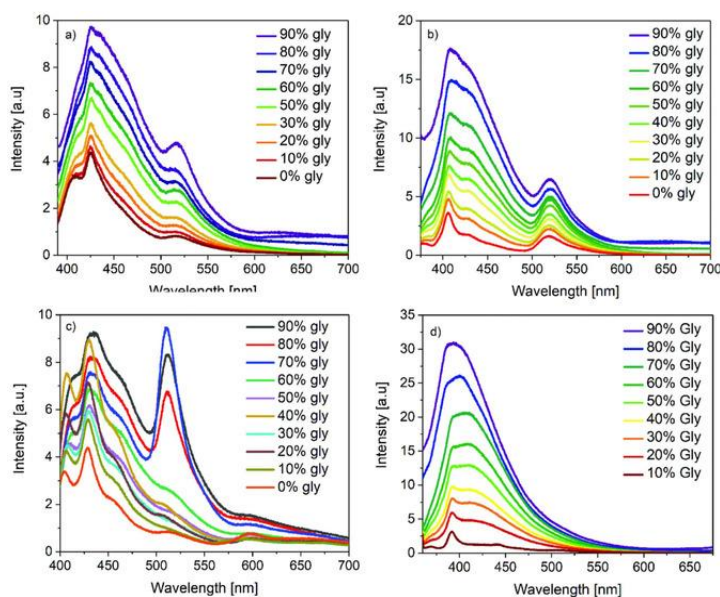 a)
10
8
6
4
2
0
Intensity [a.u]
90% gly
80% gly
70% gly
60% gly
50% gly
30% gly
20% gly
10% gly
0% gly
400 450 500 550 600 650 700
Wavelength [nm]
b)
25
20
15
10
5
0
Intensity [a.u]
90% gly
80% gly
70% gly
60% gly
50% gly
40% gly
30% gly
20% gly
10% gly
0% gly
400 450 500 550 600 650 700
Wavelength [nm]
c)
10
8
6
4
2
0
Intensity [a.u.]
90% gly
80% gly
70% gly
60% gly
50% gly
40% gly
30% gly
20% gly
10% gly
0% gly
400 450 500 550 600 650 700
Wavelength [nm]
d)
35
30
25
20
15
10
5
0
Intensity [a.u]
90% Gly
80% Gly
70% Gly
60% Gly
50% Gly
40% Gly
30% Gly
20% Gly
10% Gly
400 450 500 550 600 650
Wavelength [nm]